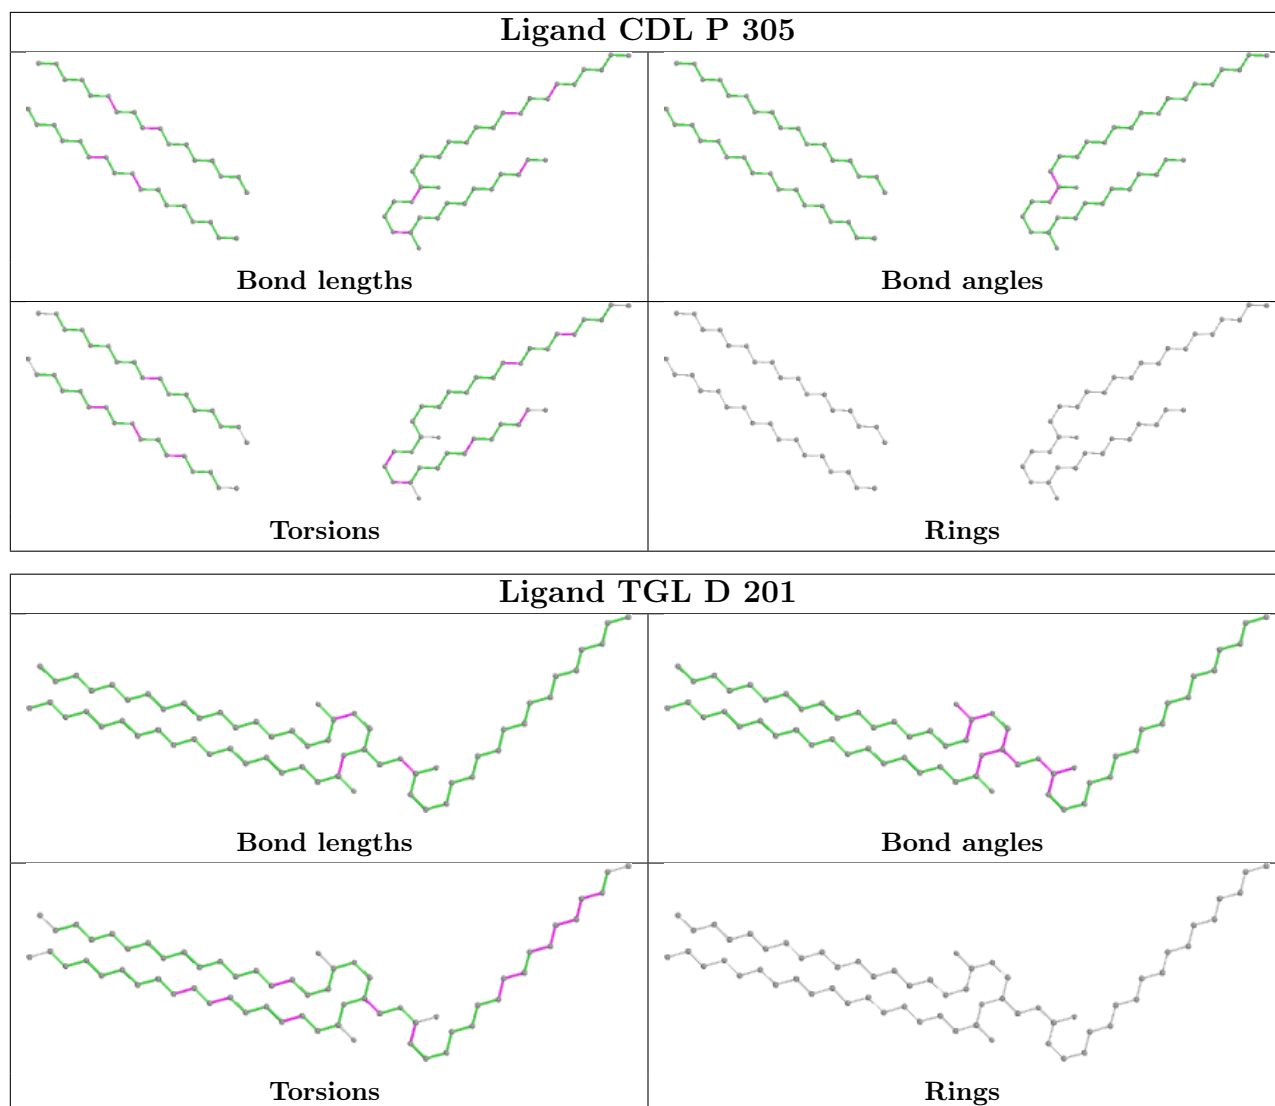 Ligand CDL P 305
Bond lengths
Bond angles
Torsions
Rings
Ligand TGL D 201
Bond lengths
Bond angles
Torsions
Rings